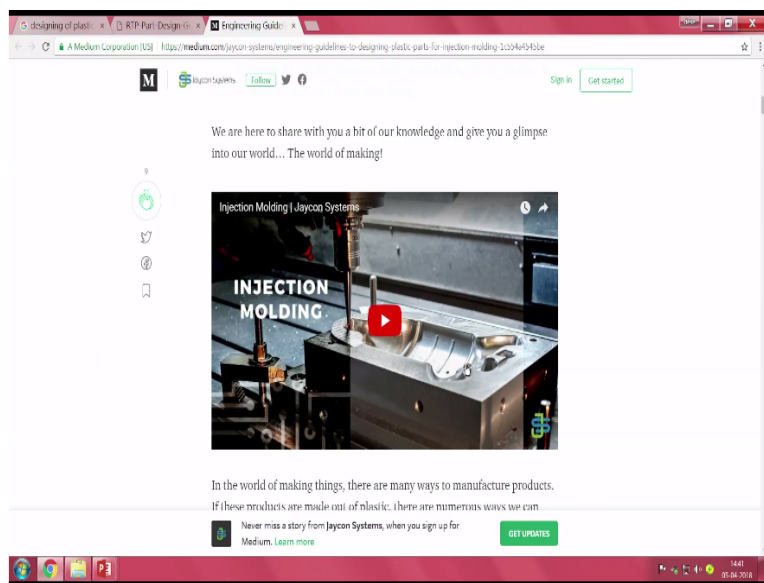 designing of plastic
RTP-Part-Design-G
Engineering Guide
A Medium Corporation [US] | https://medium.com/jaycon-systems/engineering-guidelines-to-designing-plastic-parts-for-injection-molding-1c554a4545be
M
Jaycon Systems
Follow
Sign in
Get started
We are here to share with you a bit of our knowledge and give you a glimpse
into our world… The world of making!
9
Injection Molding | Jaycon Systems
INJECTION
MOLDING
In the world of making things, there are many ways to manufacture products.
If these products are made out of plastic, there are numerous ways we can
Never miss a story from Jaycon Systems, when you sign up for
Medium. Learn more
GET UPDATES
14:41
05-04-2018